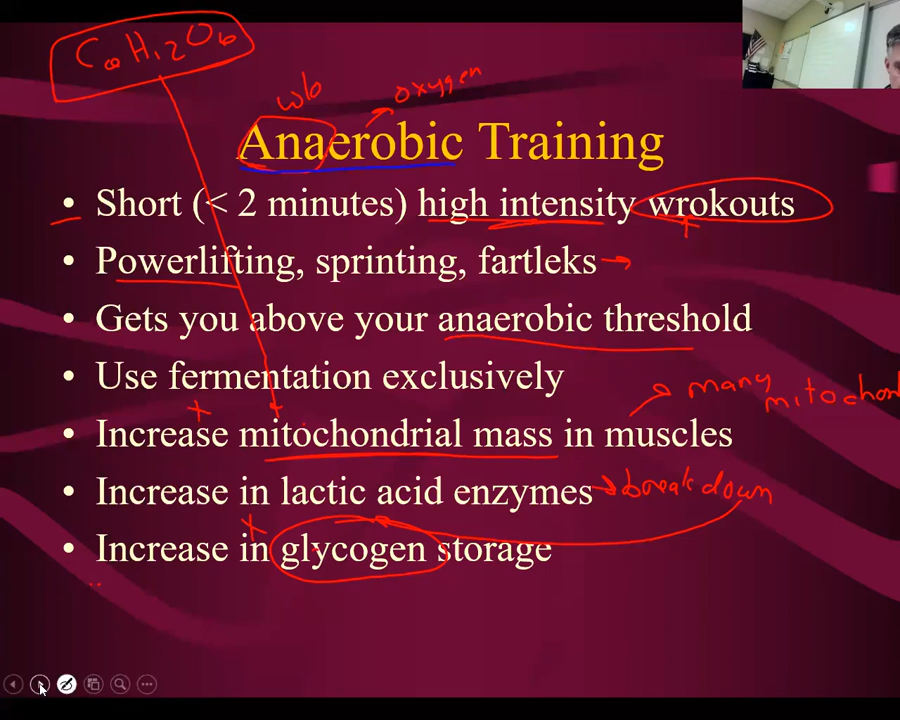 C6H12O6
w/o oxygen
Anaerobic Training
• Short (< 2 minutes) high intensity wrokouts
• Powerlifting, sprinting, fartleks
• Gets you above your anaerobic threshold
• Use fermentation exclusively
many
mitochon
• Increase mitochondrial mass in muscles
• Increase in lactic acid enzymes → break down
• Increase in glycogen storage